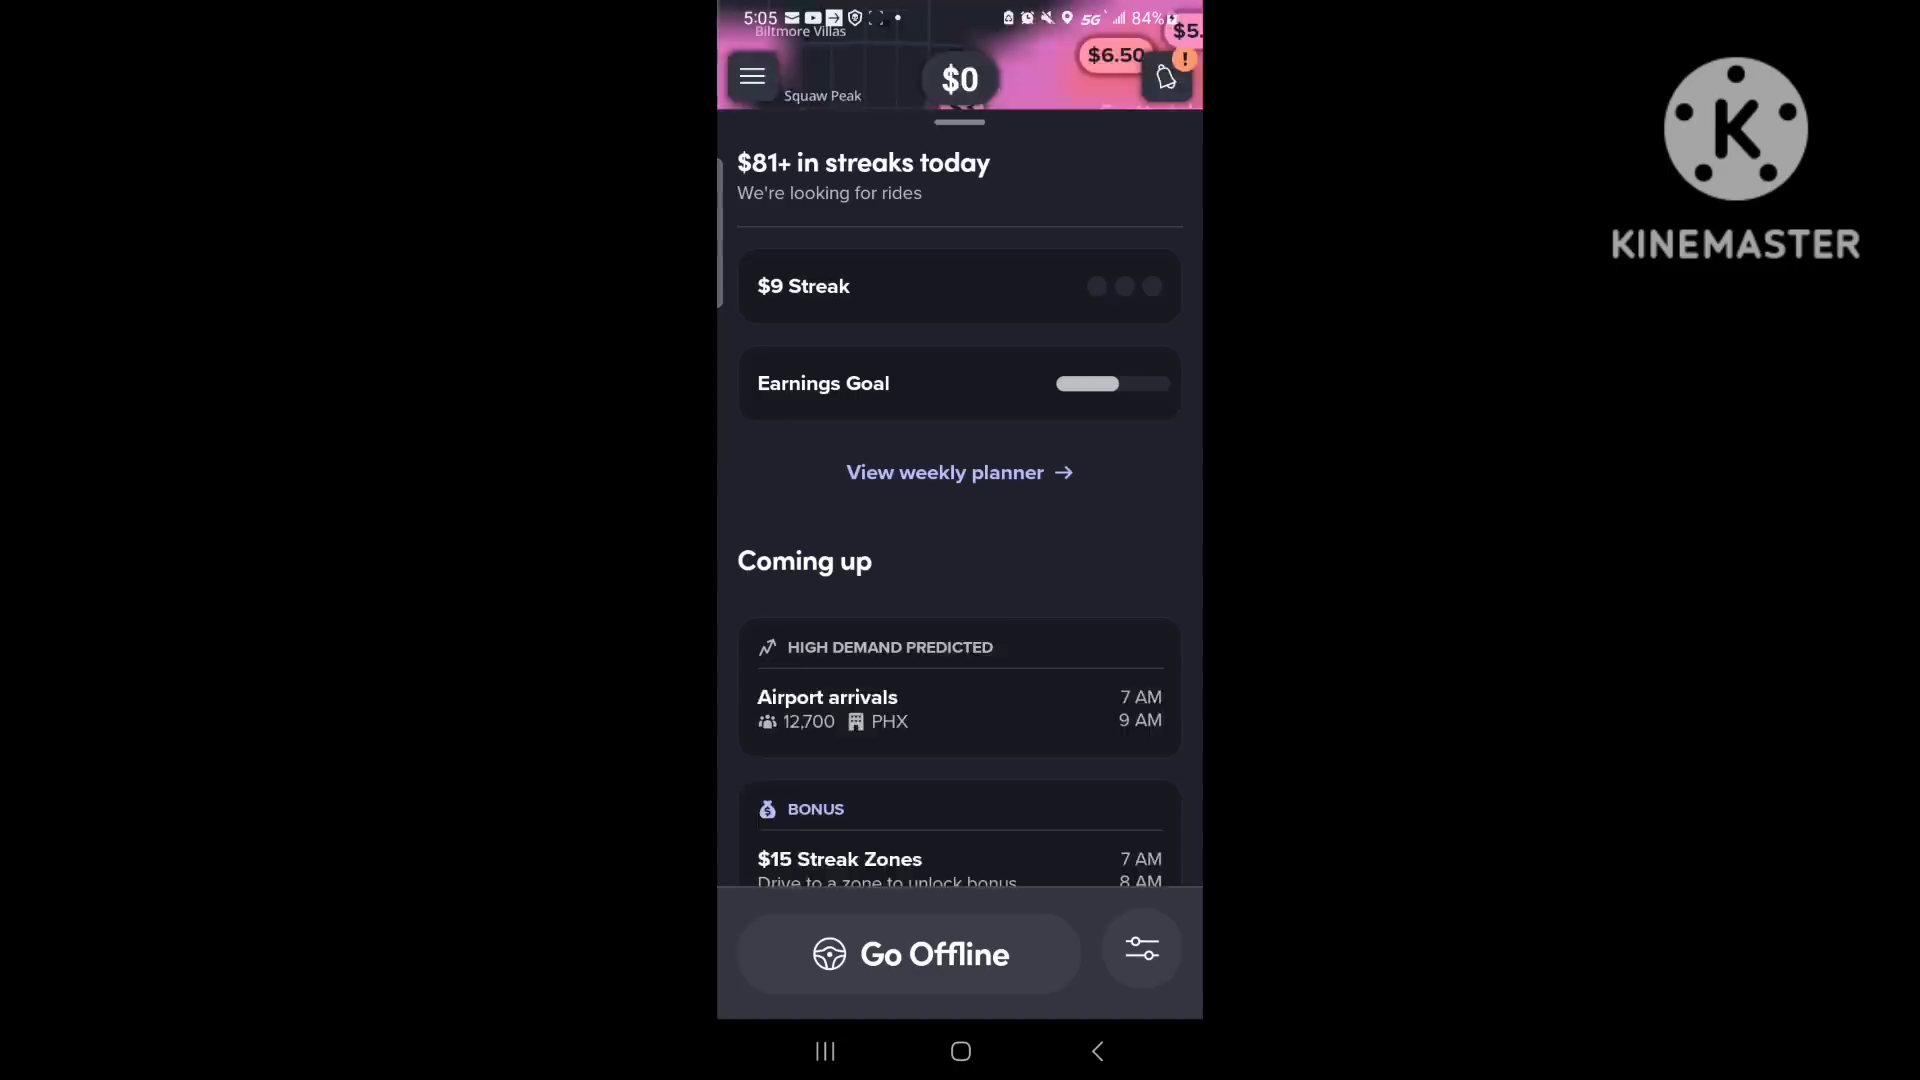 5:05
5G
84%
Biltmore Villas
$5.
$6.50
!
$0
Squaw Peak
$81+ in streaks today
We're looking for rides
$9 Streak
Earnings Goal
View weekly planner →
Coming up
HIGH DEMAND PREDICTED
Airport arrivals
7 AM
12,700
PHX
9 AM
BONUS
$15 Streak Zones
7 AM
Drive to a zone to unlock bonus
8 AM
Go Offline
K
KINEMASTER